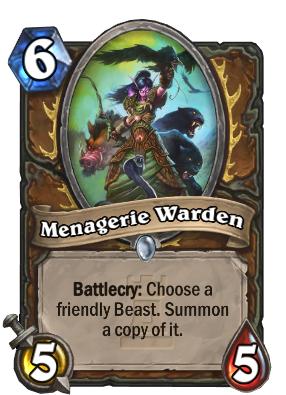 6
Menagerie Warden
Battlecry: Choose a
friendly Beast. Summon
a copy of it.
5 5